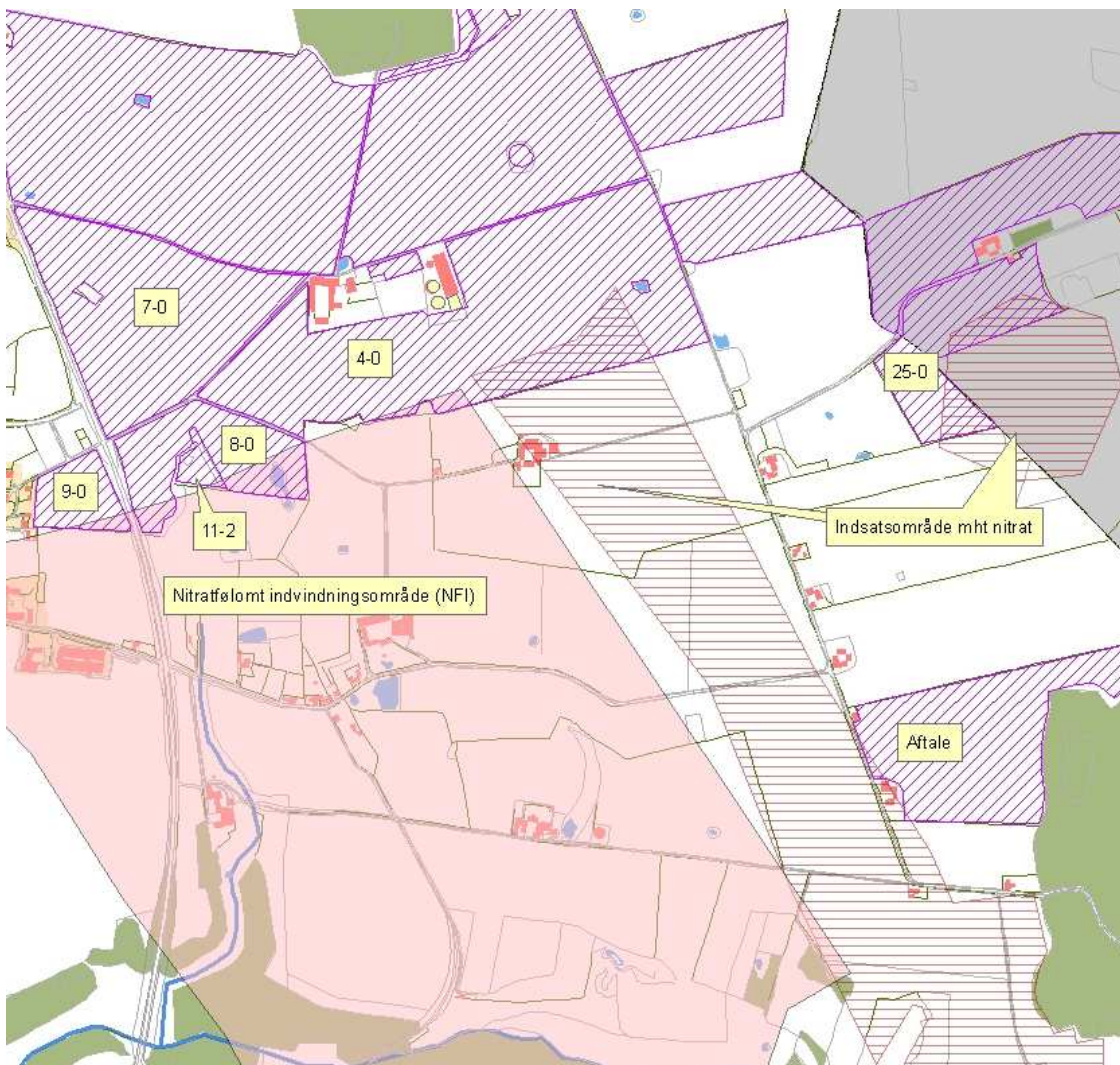 7-0
4-0
25-0
8-0
9-0
11-2
Indsatsområde mht nitrat
Nitratfølomt indvindningsområde (NFI)
Aftale